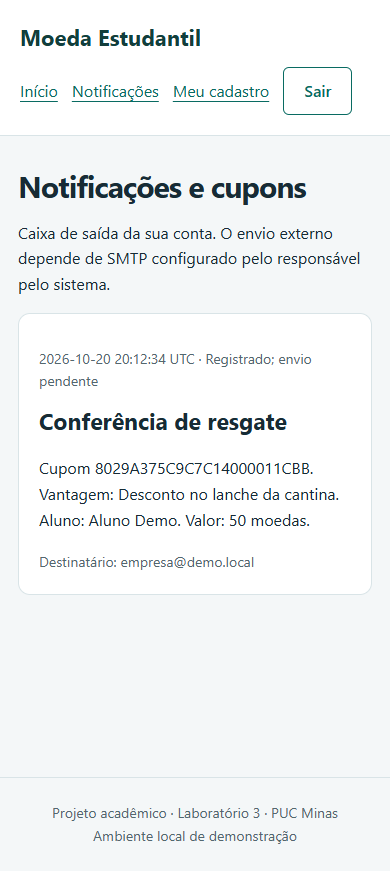 Moeda Estudantil
Início Notificações Meu cadastro Sair
Notificações e cupons
Caixa de saída da sua conta. O envio externo
depende de SMTP configurado pelo responsável
pelo sistema.
2026-10-20 20:12:34 UTC · Registrado; envio
pendente
Conferência de resgate
Cupom 8029A375C9C7C14000011CBB.
Vantagem: Desconto no lanche da cantina.
Aluno: Aluno Demo. Valor: 50 moedas.
Destinatário: empresa@demo.local
Projeto acadêmico · Laboratório 3 · PUC Minas
Ambiente local de demonstração